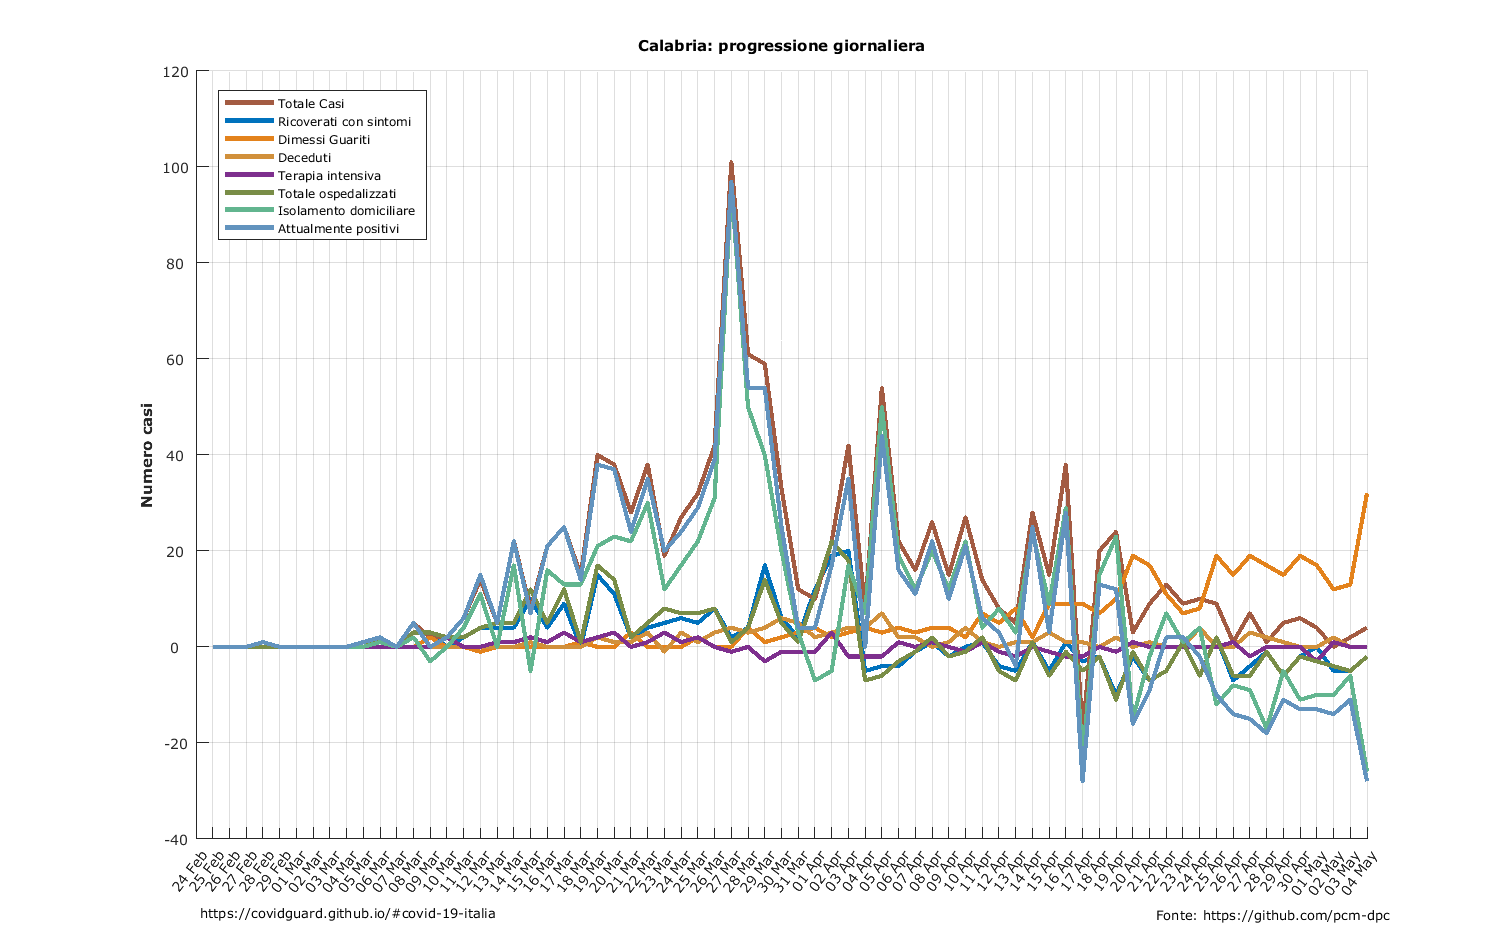 Calabria: progressione giornaliera
120
100
80
60
40
20
0
-20
-40
Numero casi
Totale Casi
Ricoverati con sintomi
Dimessi Guariti
Deceduti
Terapia intensiva
Totale ospedalizzati
Isolamento domiciliare
Attualmente positivi
24 Feb
25 Feb
26 Feb
27 Feb
28 Feb
29 Feb
01 Mar
02 Mar
03 Mar
04 Mar
05 Mar
06 Mar
07 Mar
08 Mar
09 Mar
10 Mar
11 Mar
12 Mar
13 Mar
14 Mar
15 Mar
16 Mar
17 Mar
18 Mar
19 Mar
20 Mar
21 Mar
22 Mar
23 Mar
24 Mar
25 Mar
26 Mar
27 Mar
28 Mar
29 Mar
30 Mar
31 Mar
01 Apr
02 Apr
03 Apr
04 Apr
05 Apr
06 Apr
07 Apr
08 Apr
09 Apr
10 Apr
11 Apr
12 Apr
13 Apr
14 Apr
15 Apr
16 Apr
17 Apr
18 Apr
19 Apr
20 Apr
21 Apr
22 Apr
23 Apr
24 Apr
25 Apr
26 Apr
27 Apr
28 Apr
29 Apr
30 Apr
01 May
02 May
03 May
04 May
https://covidguard.github.io/#covid-19-italia
Fonte: https://github.com/pcm-dpc